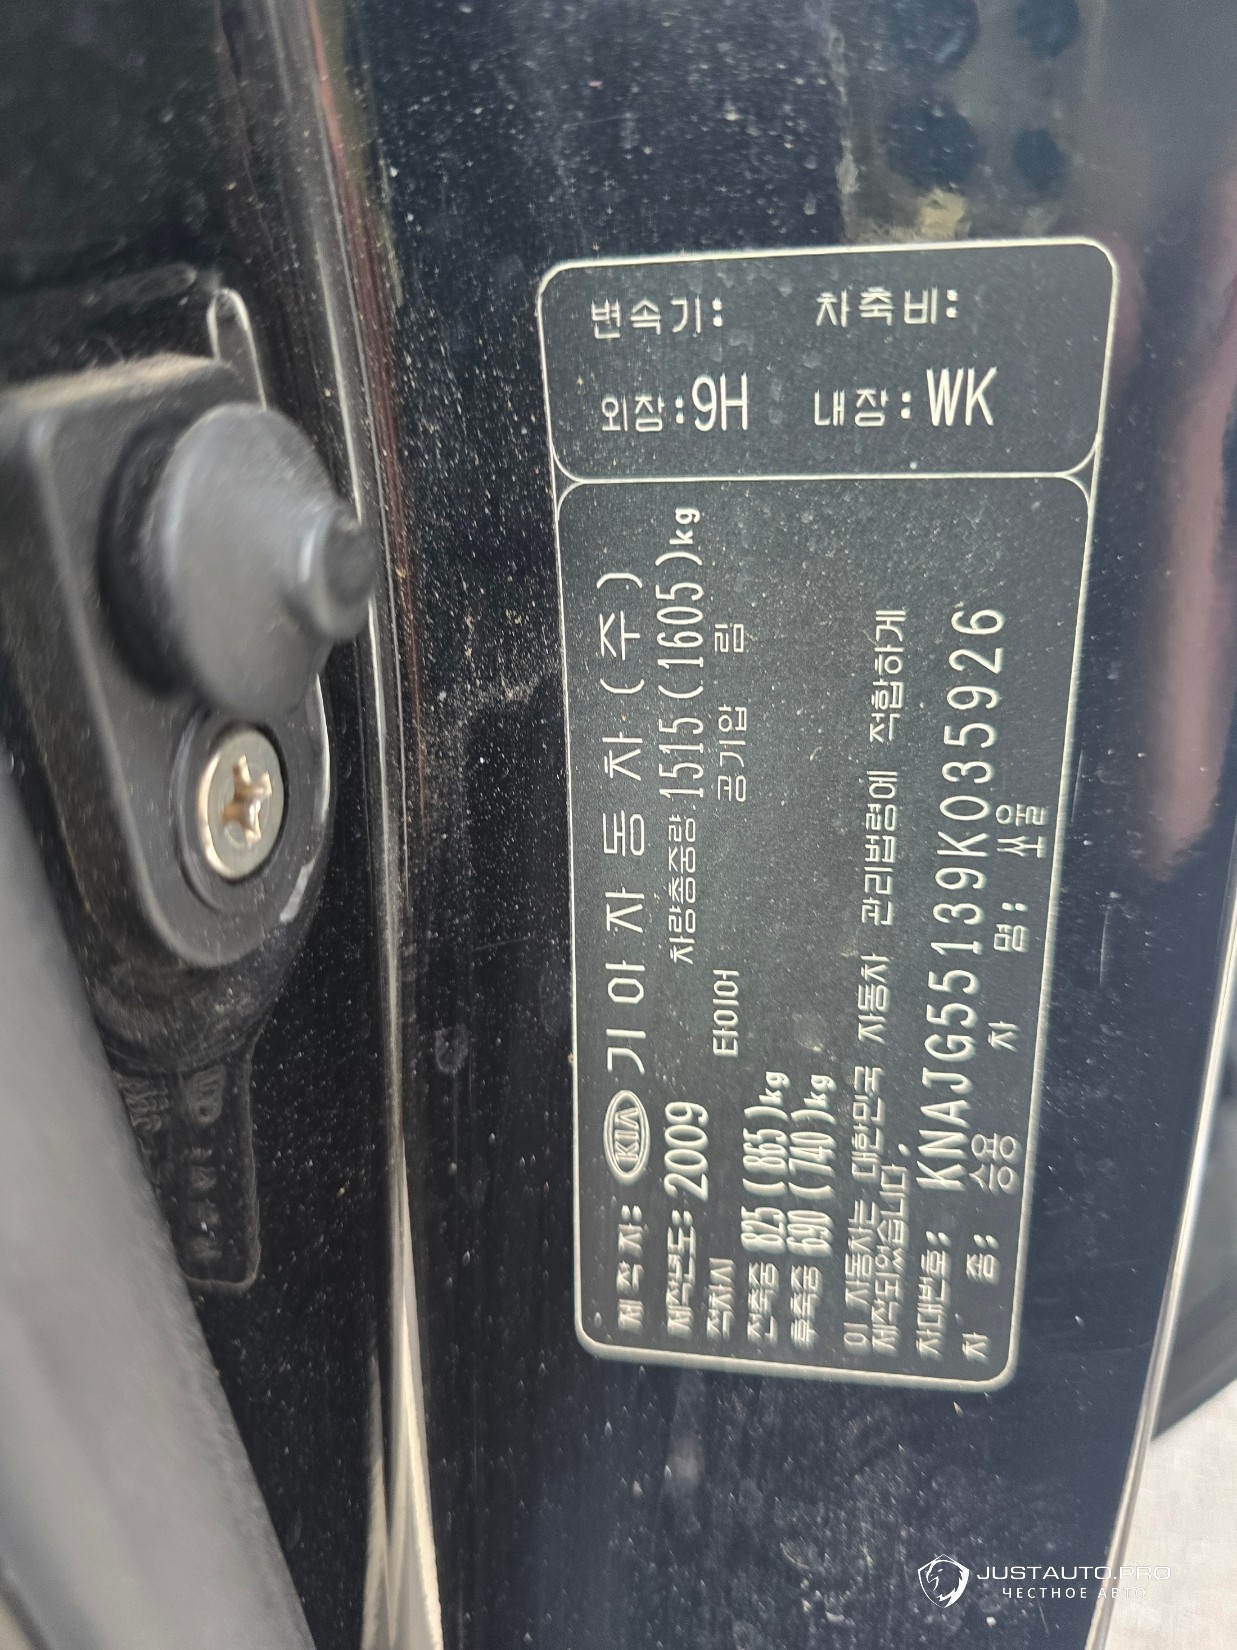 변속기: 차축비:
외장:9H 내장:WK
제 작 자: KIA 기 아 자 동 차 (주)
제작년도:2009 차량총중량 1515(1605)kg
적차시 타이어 공기압 림
전축중 825(865)kg
후축중 690(740)kg
이 자동차는 대한민국 자동차 관리법령에 적합하게
제작되었습니다.
차대번호: KNAJG55139K035926
차 종: 승용 차 명: 쏘울
JUSTAUTO.PRO
ЧЕСТНОЕ АВТО